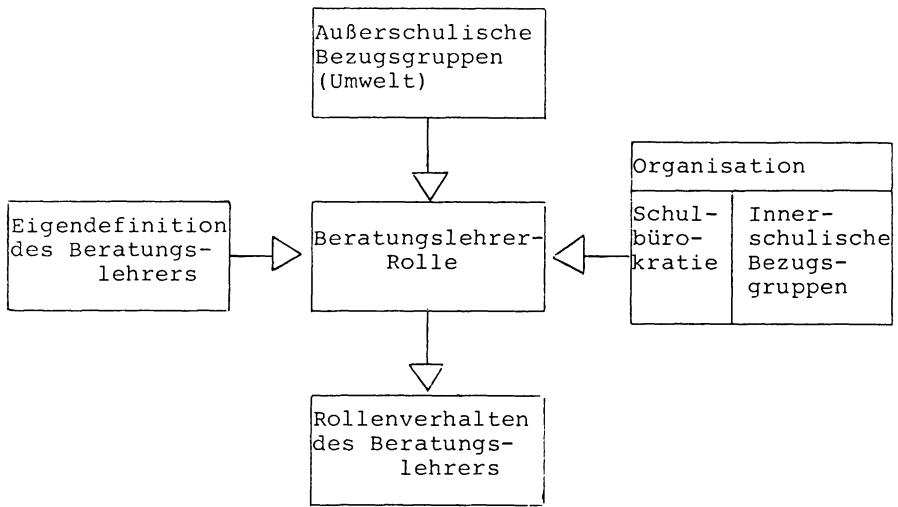 Außerschulische
Bezugsgruppen
(Umwelt)
Organisation
Schul-
büro-
kratie
Inner-
schulische
Bezugs-
gruppen
Eigendefinition
des Beratungs-
lehrers
Beratungslehrer-
Rolle
Rollenverhalten
des Beratungs-
lehrers